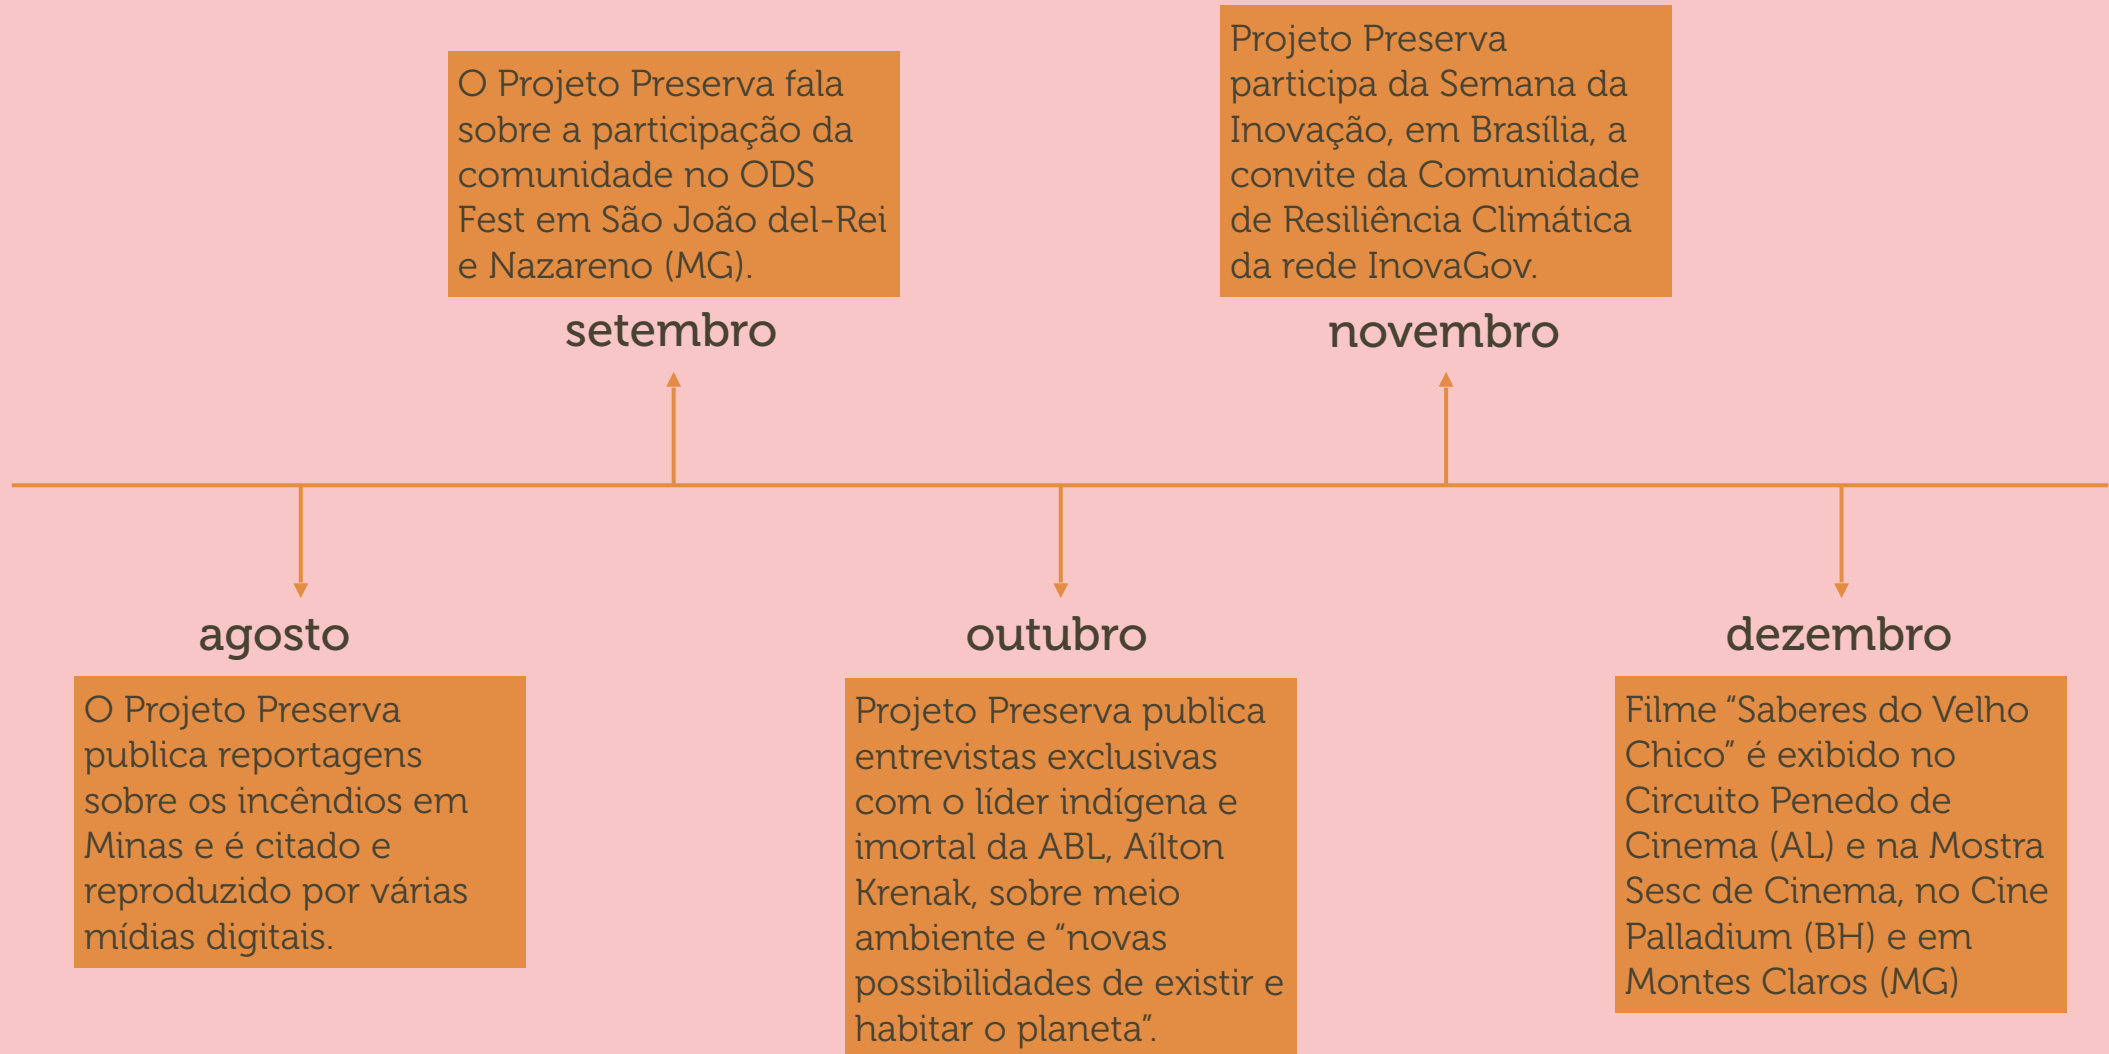 O Projeto Preserva fala
sobre a participação da
comunidade no ODS
Fest em São João del-Rei
e Nazareno (MG).
setembro
Projeto Preserva
participa da Semana da
Inovação, em Brasília, a
convite da Comunidade
de Resiliência Climática
da rede InovaGov.
novembro
agosto
O Projeto Preserva
publica reportagens
sobre os incêndios em
Minas e é citado e
reproduzido por várias
mídias digitais.
outubro
Projeto Preserva publica
entrevistas exclusivas
com o líder indígena e
imortal da ABL, Aílton
Krenak, sobre meio
ambiente e “novas
possibilidades de existir e
habitar o planeta”.
dezembro
Filme “Saberes do Velho
Chico” é exibido no
Circuito Penedo de
Cinema (AL) e na Mostra
Sesc de Cinema, no Cine
Palladium (BH) e em
Montes Claros (MG)